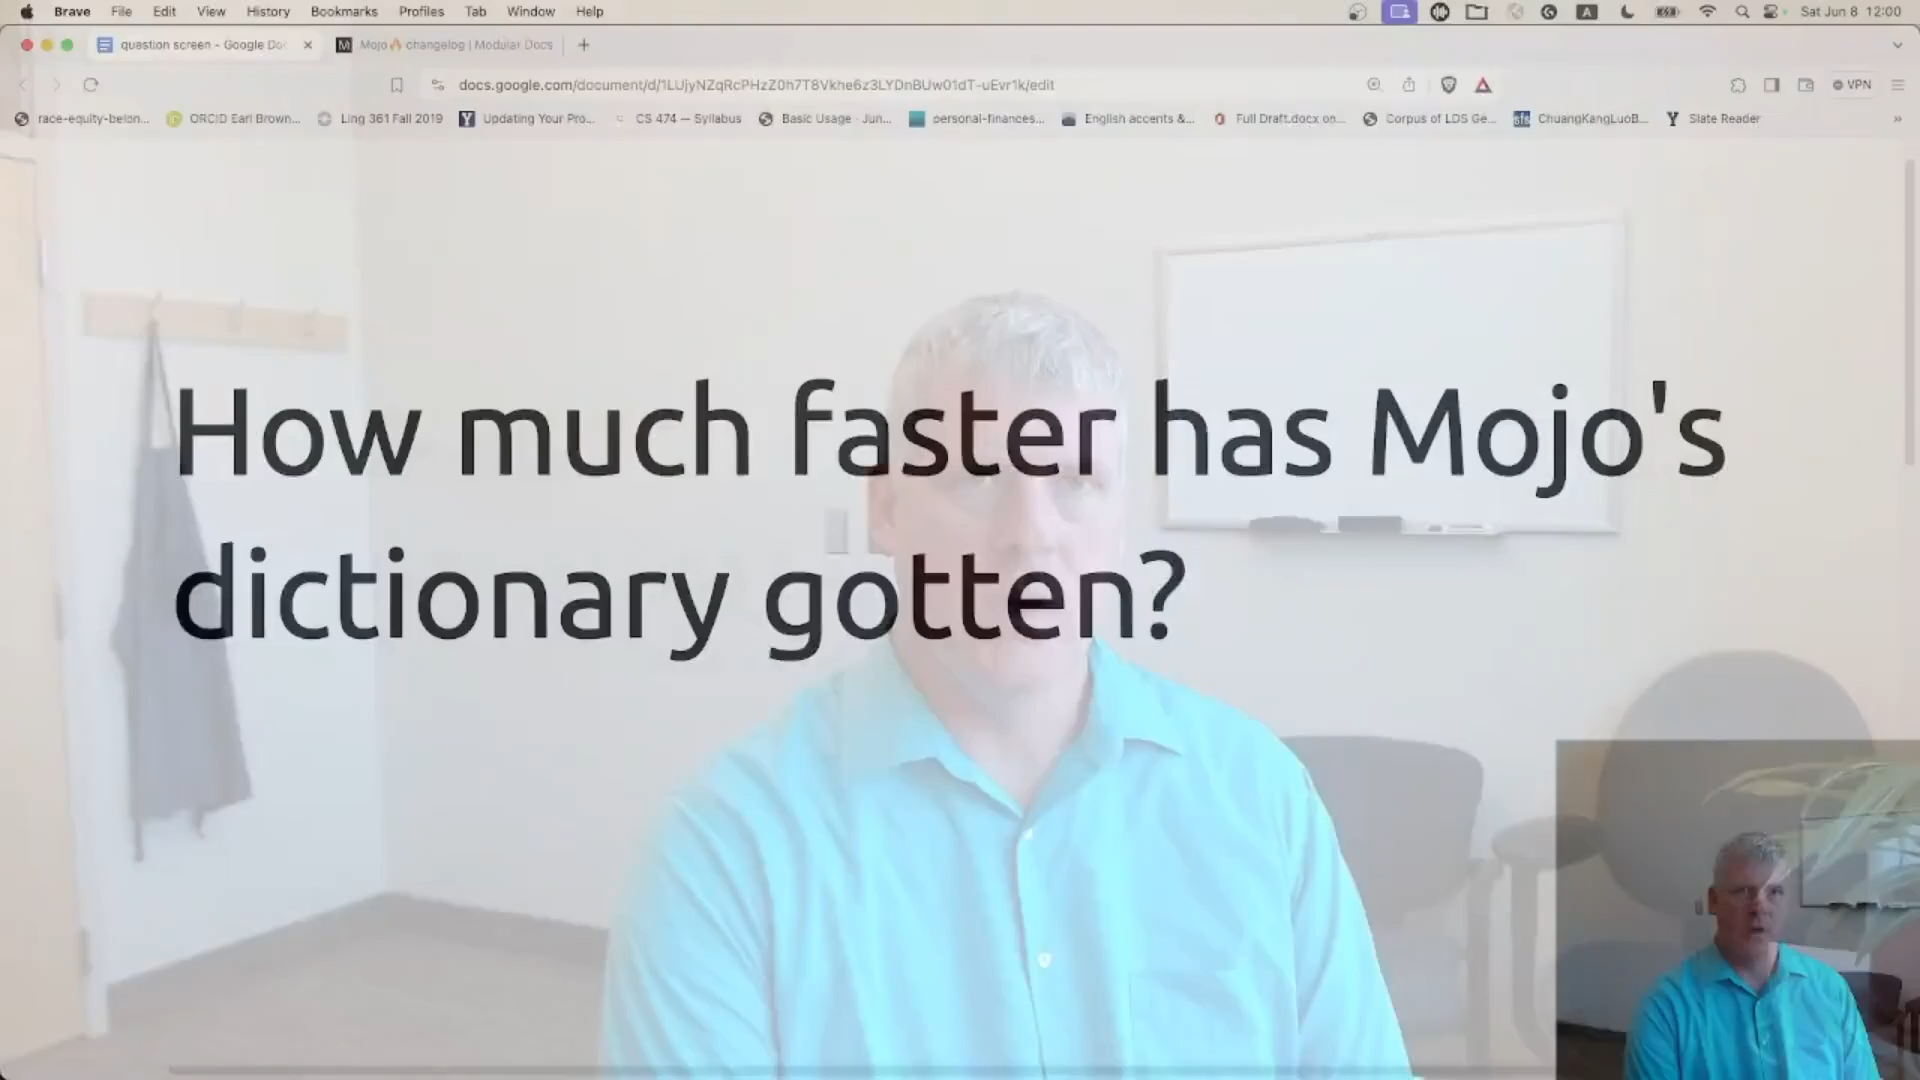 Brave File Edit View History Bookmarks Profiles Tab Window Help Sat Jun 8 12:00
question screen - Google Do Mojo🔥 changelog | Modular Docs
docs.google.com/document/d/1LUjyNZqRcPHzZ0h7T8Vkhe6z3LYDnBUw01dT-uEvr1k/edit VPN
race-equity-belon... ORCID Earl Brown... Ling 361 Fall 2019 Updating Your Pro... CS 474 — Syllabus Basic Usage · Jun... personal-finances... English accents &... Full Draft.docx on... Corpus of LDS Ge... ChuangKangLuoB... Slate Reader
How much faster has Mojo's
dictionary gotten?